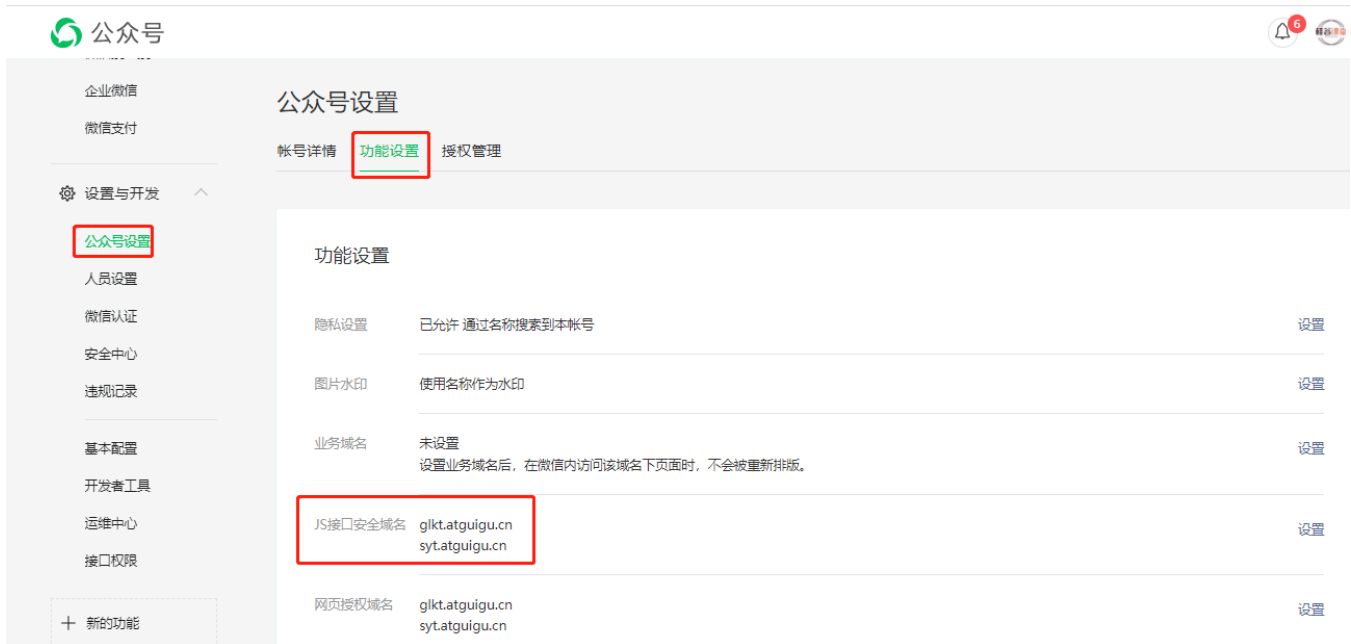 公众号
6
企业微信
微信支付
设置与开发
公众号设置
人员设置
微信认证
安全中心
违规记录
基本配置
开发者工具
运维中心
接口权限
新的功能
公众号设置
帐号详情 功能设置 授权管理
功能设置
隐私设置 已允许 通过名称搜索到本帐号 设置
图片水印 使用名称作为水印 设置
业务域名 未设置 设置
设置业务域名后，在微信内访问该域名下页面时，不会被重新排版。
JS接口安全域名 glkt.atguigu.cn 设置
syt.atguigu.cn
网页授权域名 glkt.atguigu.cn 设置
syt.atguigu.cn